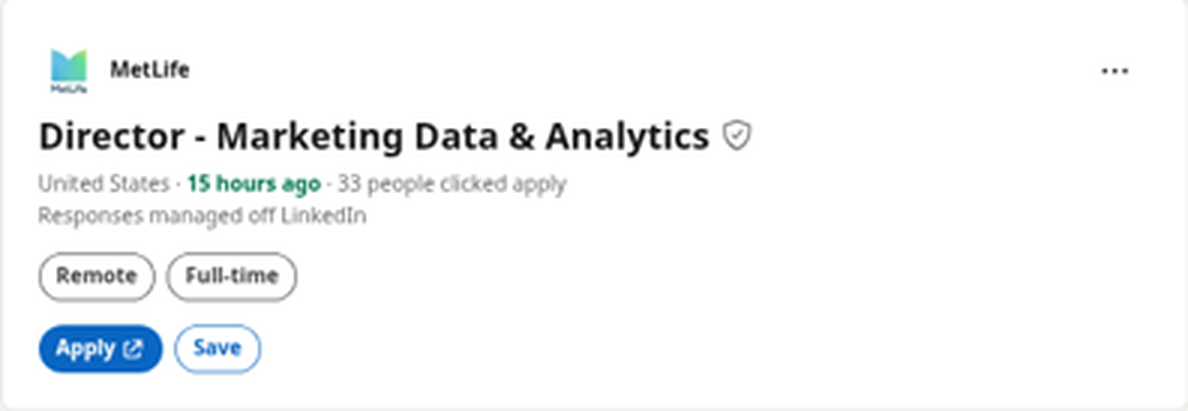 MetLife
MetLife
Director - Marketing Data & Analytics
United States · 15 hours ago · 33 people clicked apply
Responses managed off LinkedIn
Remote Full-time
Apply Save